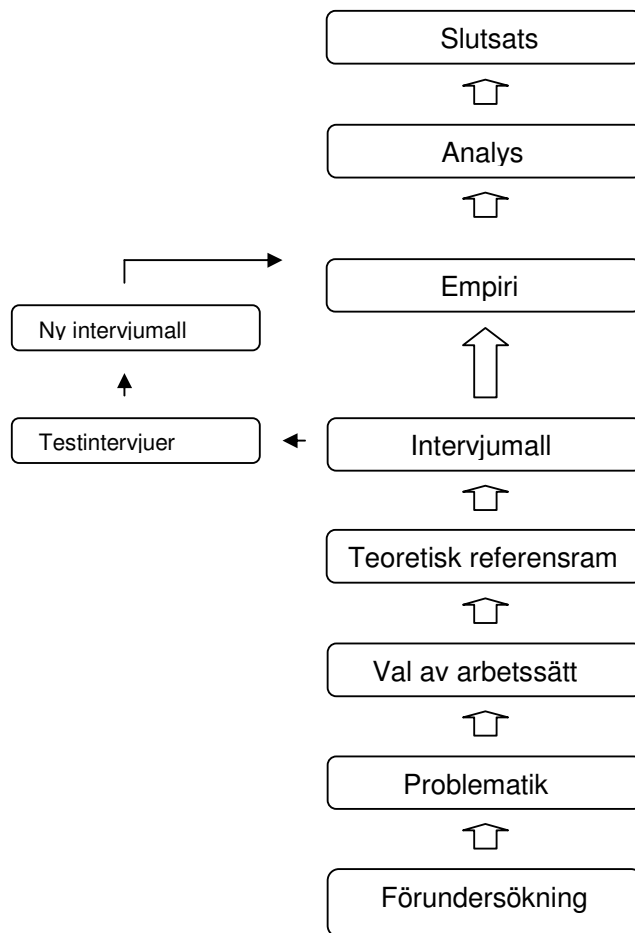 Slutsats
Analys
Empiri
Ny intervjumall
Testintervjuer
Intervjumall
Teoretisk referensram
Val av arbetssätt
Problematik
Förundersökning